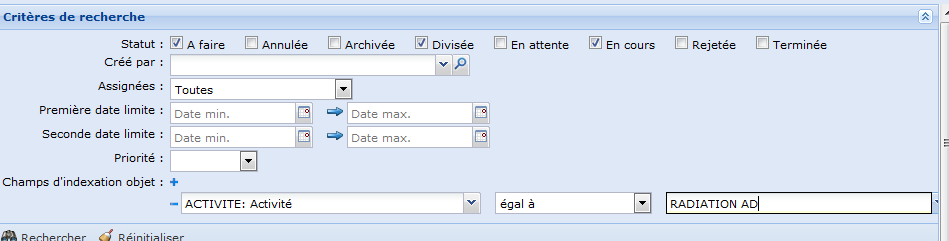 Critères de recherche
Statut : A faire Annulée Archivée Divisée En attente En cours Rejetée Terminée
Créé par :
Assignées : Toutes
Première date limite : Date min. Date max.
Seconde date limite : Date min. Date max.
Priorité :
Champs d'indexation objet :
ACTIVITE: Activité égal à RADIATION AD
Rechercher Réinitialiser